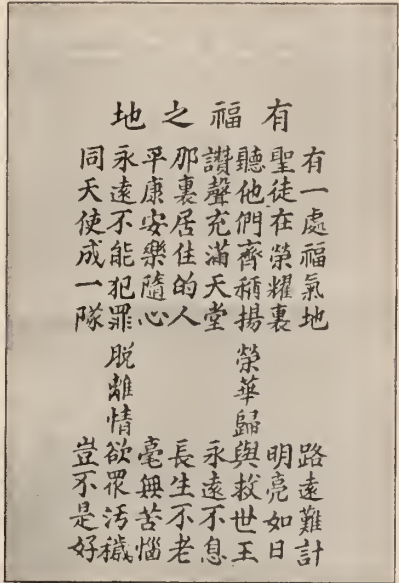 有福之地
有一處福氣地 路遠難計
聖徒在榮耀裏 明亮如日
聽他們齊稱揚 榮華歸與救世王
讚聲充滿天堂 永遠不息
那裏居住的人 長生不老
平康安樂隨心 毫無苦惱
永遠不能犯罪 脫離情欲眾汚穢
同天使成一隊 豈不是好